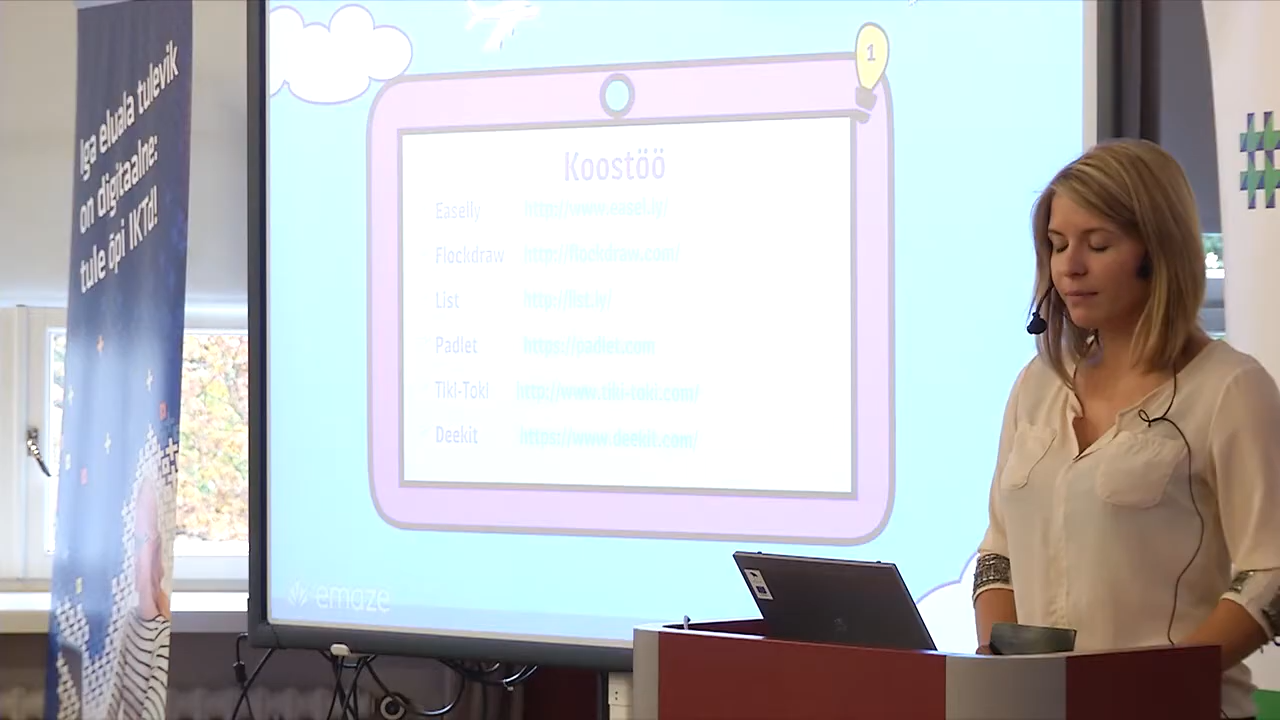 Iga eluala tulevik
on digitaalne:
tule õpi IKTd!
1
Koostöö
Easelly http://www.easel.ly/
Flockdraw http://flockdraw.com/
List http://list.ly/
Padlet https://padlet.com
Tiki-Toki http://www.tiki-toki.com/
Deekit https://www.deekit.com/
emaze